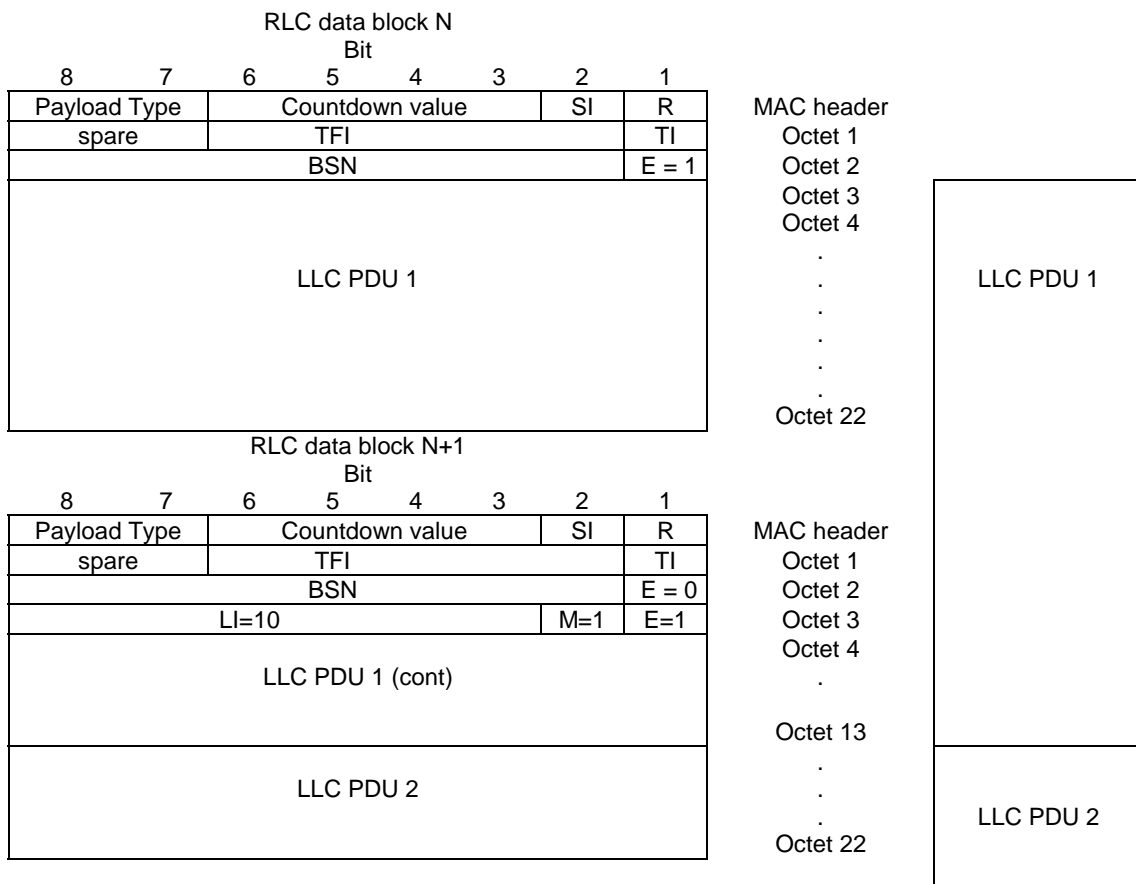 RLC data block N
Bit
8 7 6 5 4 3 2 1
Payload Type Countdown value SI R MAC header
spare TFI TI Octet 1
BSN E = 1 Octet 2
Octet 3
Octet 4
.
LLC PDU 1 . LLC PDU 1
.
.
.
.
Octet 22
RLC data block N+1
Bit
8 7 6 5 4 3 2 1
Payload Type Countdown value SI R MAC header
spare TFI TI Octet 1
BSN E = 0 Octet 2
LI=10 M=1 E=1 Octet 3
Octet 4
LLC PDU 1 (cont) .
Octet 13
.
LLC PDU 2 .
. LLC PDU 2
Octet 22